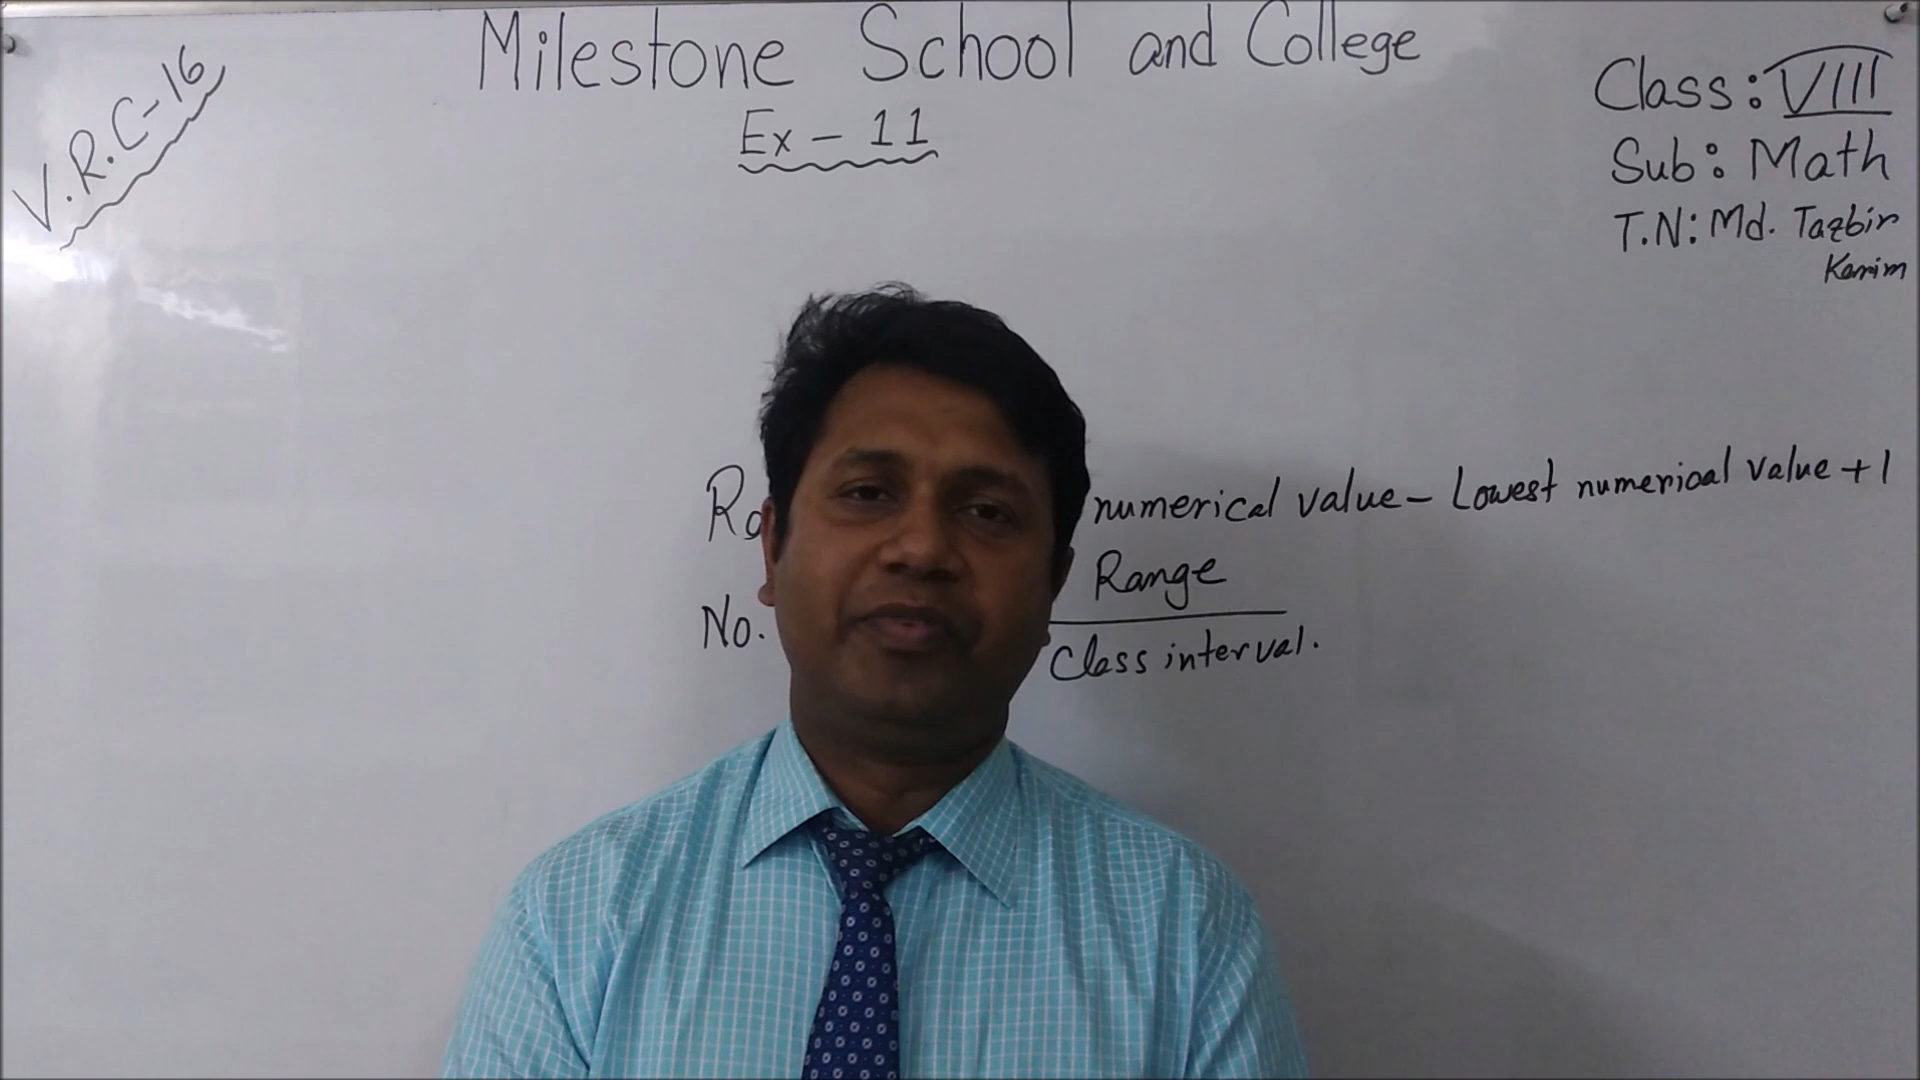 Milestone School and College
V.R.C-16
Ex - 11
Class: VIII
Sub: Math
T.N: Md. Tazbir
Karim
Ra numerical value - Lowest numerical value + 1
No. Range
Class interval.